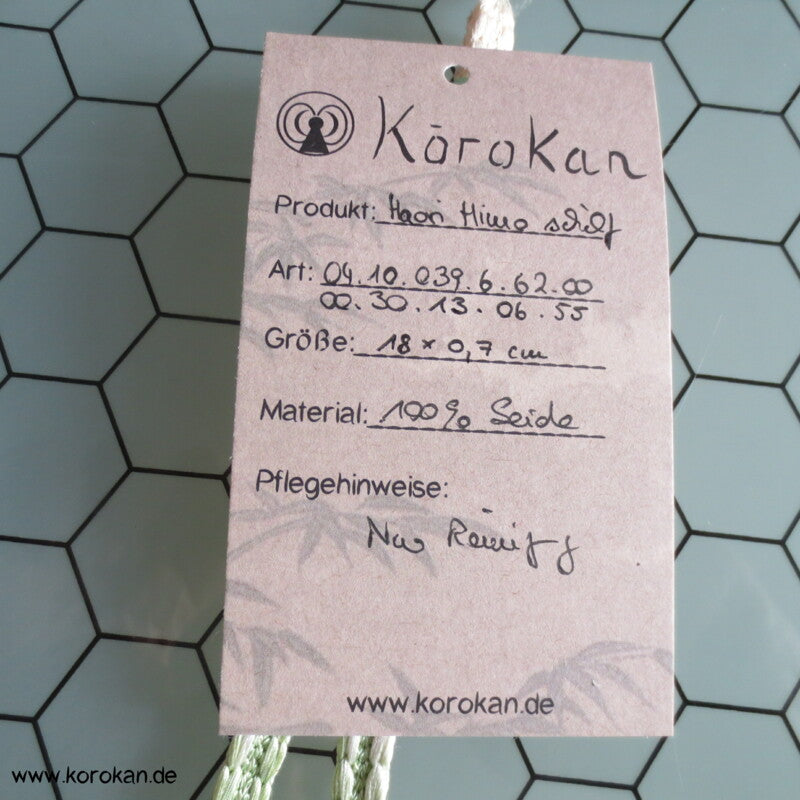 Kōrokan
Produkt: Haori Himo schilf
Art: 04.10.039.6.62.00
00.30.13.06.55
Größe: 18 x 0,7 cm
Material: 100% Seide
Pflegehinweise:
Nur
www.korokan.de
www.korokan.de